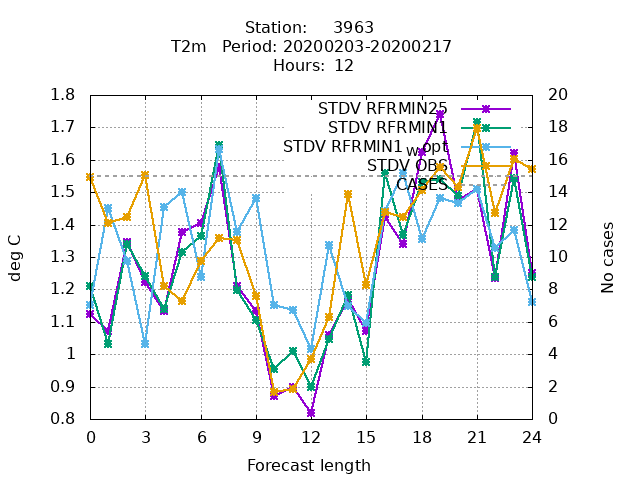 Station:     3963
T2m   Period: 20200203-20200217
Hours:  12
1.8
1.7
1.6
1.5
1.4
1.3
1.2
1.1
1
0.9
0.8
20
18
16
14
12
10
8
6
4
2
0
0
3
6
9
12
15
18
21
24
deg C
No cases
Forecast length
STDV RFRMIN25
STDV RFRMIN1
STDV RFRMIN1wopt
STDV OBS
CASES